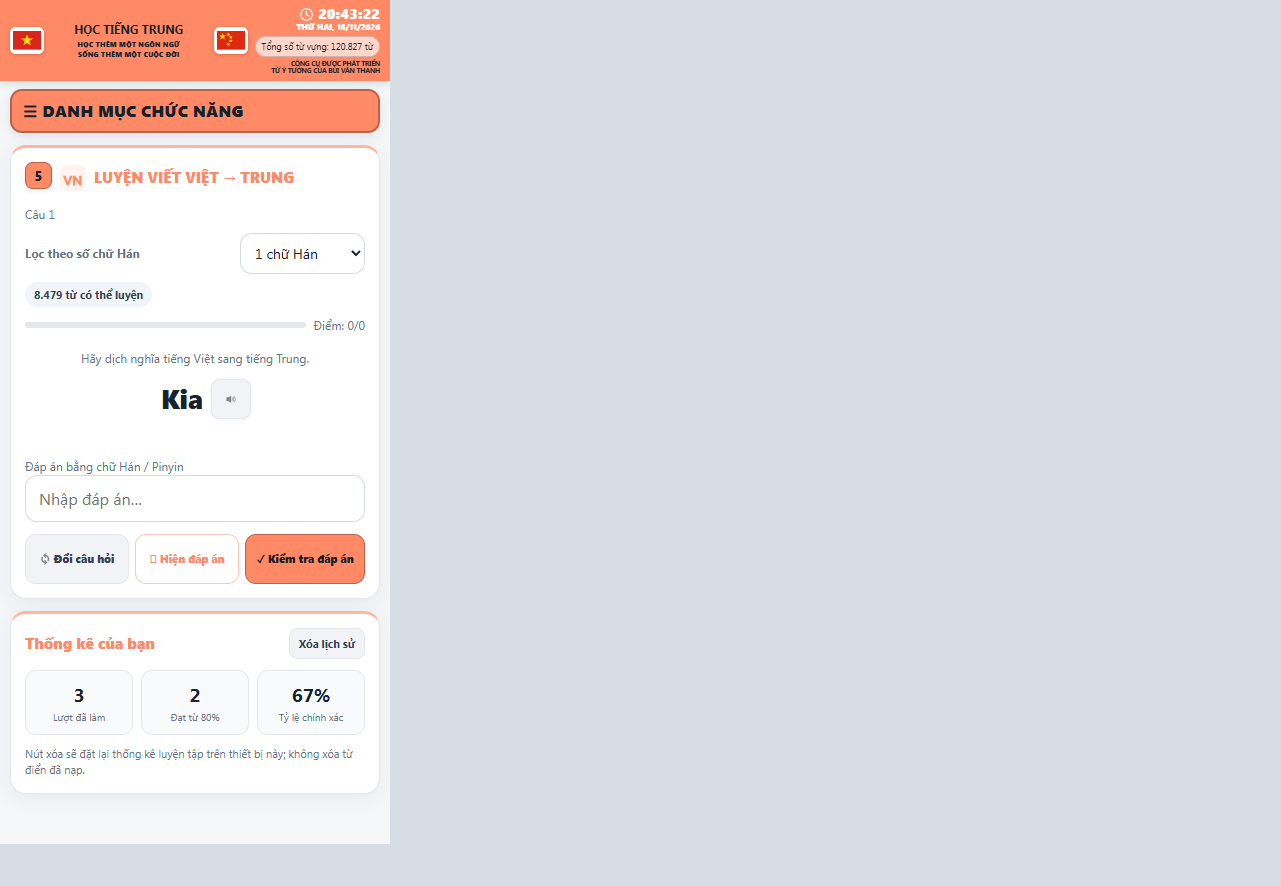 HỌC TIẾNG TRUNG
HỌC THÊM MỘT NGÔN NGỮ
SỐNG THÊM MỘT CUỘC ĐỜI
20:43:22
THỨ HAI, 16/11/2026
Tổng số từ vựng: 120.827 từ
CÔNG CỤ ĐƯỢC PHÁT TRIỂN
TỪ Ý TƯỞNG CỦA BÙI VĂN THANH
☰ DANH MỤC CHỨC NĂNG
5 VN LUYỆN VIẾT VIỆT → TRUNG
Câu 1
Lọc theo số chữ Hán
1 chữ Hán
8.479 từ có thể luyện
Điểm: 0/0
Hãy dịch nghĩa tiếng Việt sang tiếng Trung.
Kia
Đáp án bằng chữ Hán / Pinyin
Nhập đáp án...
Đổi câu hỏi
Hiện đáp án
✓ Kiểm tra đáp án
Thống kê của bạn
Xóa lịch sử
3
Lượt đã làm
2
Đạt từ 80%
67%
Tỷ lệ chính xác
Nút xóa sẽ đặt lại thống kê luyện tập trên thiết bị này; không xóa từ
điển đã nạp.